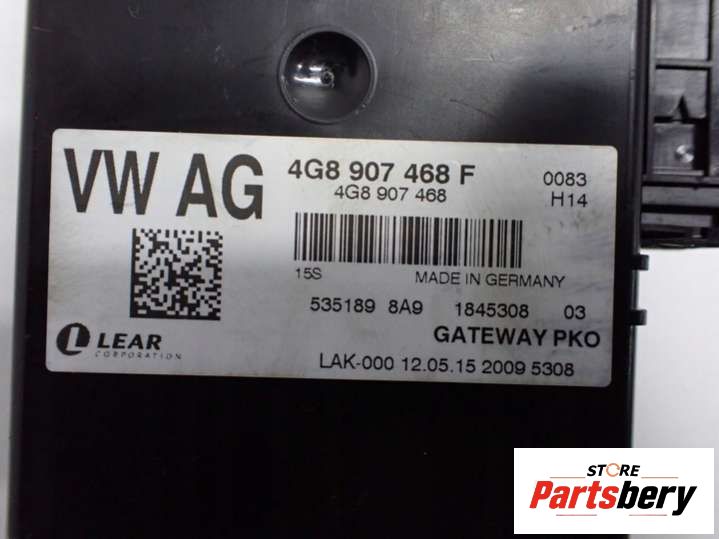 VW AG
4G8 907 468 F
0083
4G8 907 468
H14
15S
MADE IN GERMANY
535189 8A9 1845308 03
GATEWAY PKO
LEAR
CORPORATION
LAK-000 12.05.15 2009 5308
STORE
Partsbery